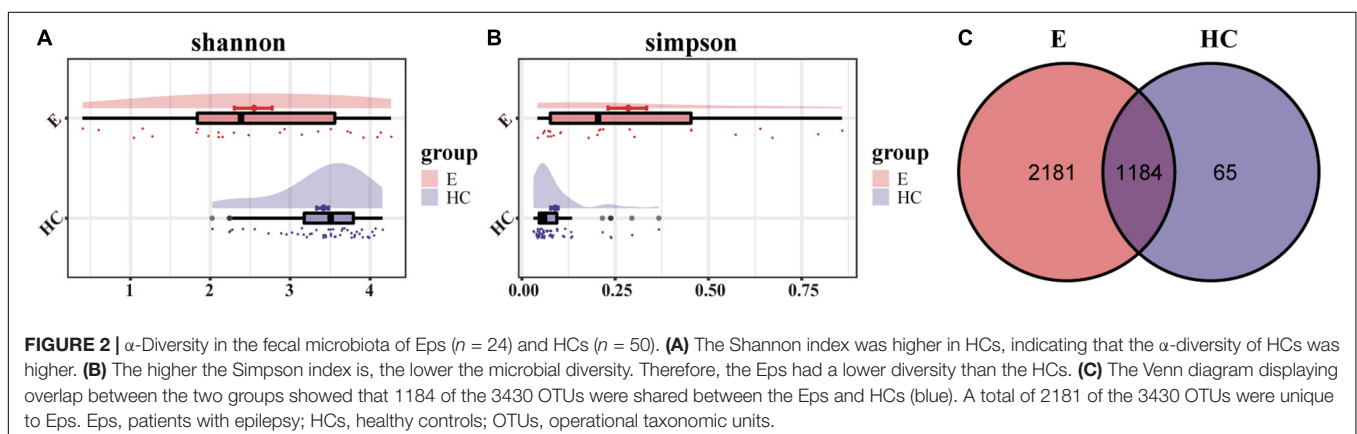 A
shannon
E
HC
1
2
3
4
group
E
HC
B
simpson
E
HC
0.00
0.25
0.50
0.75
group
E
HC
C
E
HC
2181
1184
65
FIGURE 2 | α-Diversity in the fecal microbiota of Eps (n = 24) and HCs (n = 50). (A) The Shannon index was higher in HCs, indicating that the α-diversity of HCs was
higher. (B) The higher the Simpson index is, the lower the microbial diversity. Therefore, the Eps had a lower diversity than the HCs. (C) The Venn diagram displaying
overlap between the two groups showed that 1184 of the 3430 OTUs were shared between the Eps and HCs (blue). A total of 2181 of the 3430 OTUs were unique
to Eps. Eps, patients with epilepsy; HCs, healthy controls; OTUs, operational taxonomic units.